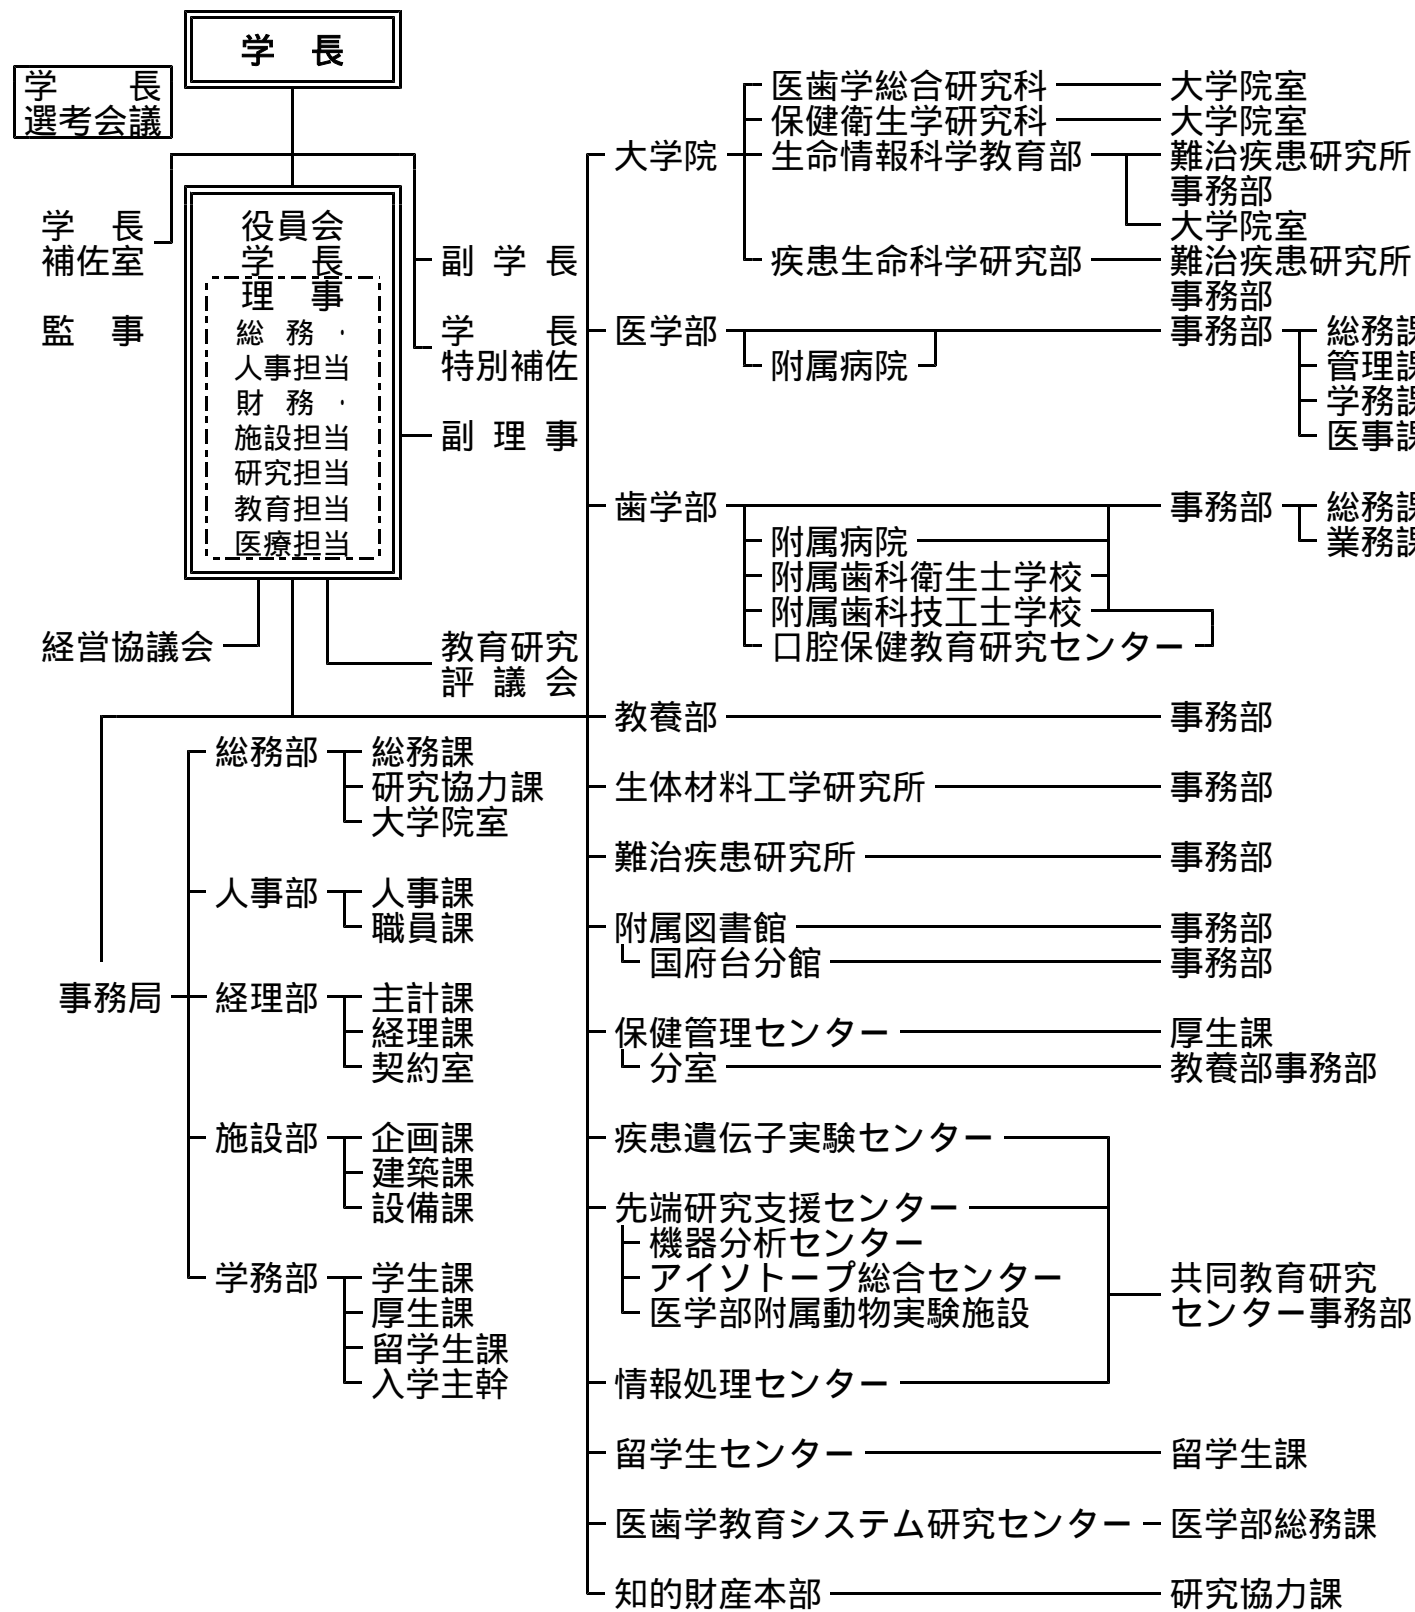 学　長
学　　長
選考会議
学　長
補佐室
監　事
役員会
学　長
理　事
総　務・
人事担当
財　務・
施設担当
研究担当
教育担当
医療担当
副 学 長
学　　長
特別補佐
副 理 事
経営協議会
教育研究
評 議 会
事務局
総務部
総務課
研究協力課
大学院室
人事部
人事課
職員課
経理部
主計課
経理課
契約室
施設部
企画課
建築課
設備課
学務部
学生課
厚生課
留学生課
入学主幹
大学院
医歯学総合研究科
大学院室
保健衛生学研究科
大学院室
生命情報科学教育部
難治疾患研究所
事務部
大学院室
疾患生命科学研究部
難治疾患研究所
事務部
医学部
附属病院
事務部
総務課
管理課
学務課
医事課
歯学部
附属病院
附属歯科衛生士学校
附属歯科技工士学校
口腔保健教育研究センター
事務部
総務課
業務課
教養部
事務部
生体材料工学研究所
事務部
難治疾患研究所
事務部
附属図書館
事務部
国府台分館
事務部
保健管理センター
厚生課
分室
教養部事務部
疾患遺伝子実験センター
先端研究支援センター
機器分析センター
アイソトープ総合センター
医学部附属動物実験施設
情報処理センター
共同教育研究
センター事務部
留学生センター
留学生課
医歯学教育システム研究センター
医学部総務課
知的財産本部
研究協力課